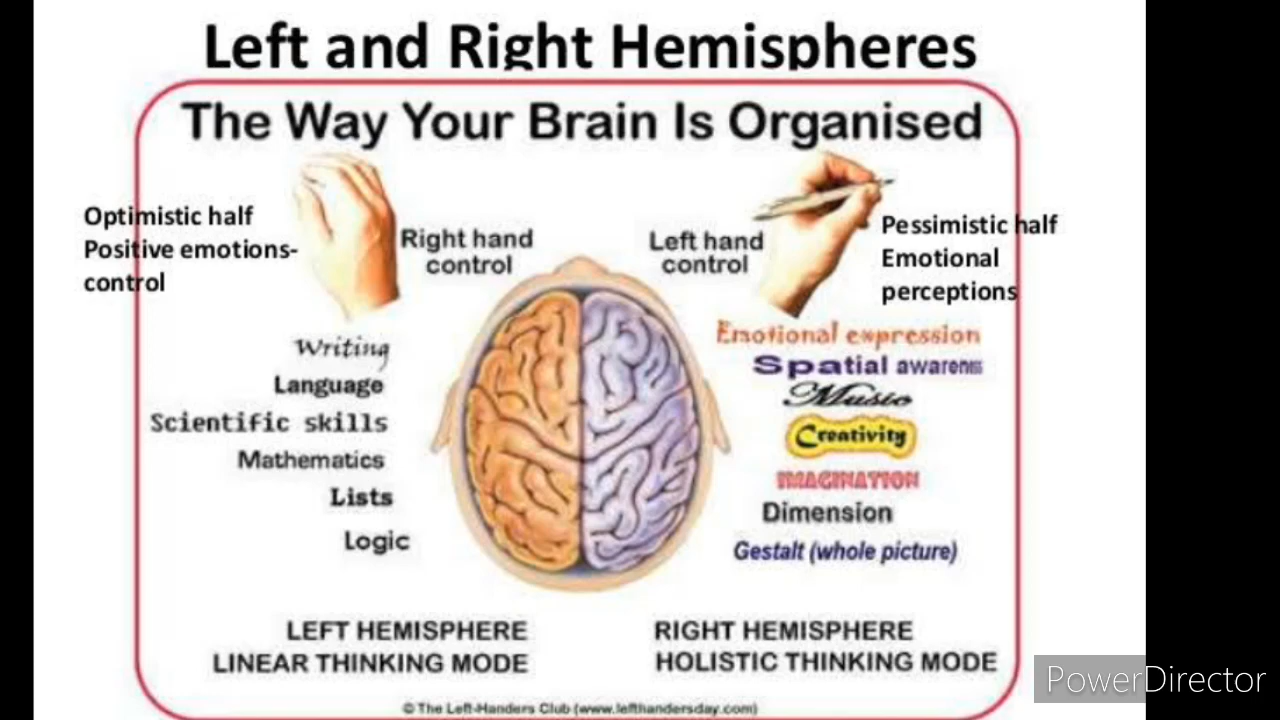 Left and Right Hemispheres
The Way Your Brain Is Organised
Optimistic half
Positive emotions-
control
Right hand
control
Left hand
control
Pessimistic half
Emotional
perceptions
Writing
Language
Scientific skills
Mathematics
Lists
Logic
Emotional expression
Spatial awareness
Music
Creativity
IMAGINATION
Dimension
Gestalt (whole picture)
LEFT HEMISPHERE
LINEAR THINKING MODE
RIGHT HEMISPHERE
HOLISTIC THINKING MODE
© The Left-Handers Club (www.lefthandersday.com)
PowerDirector